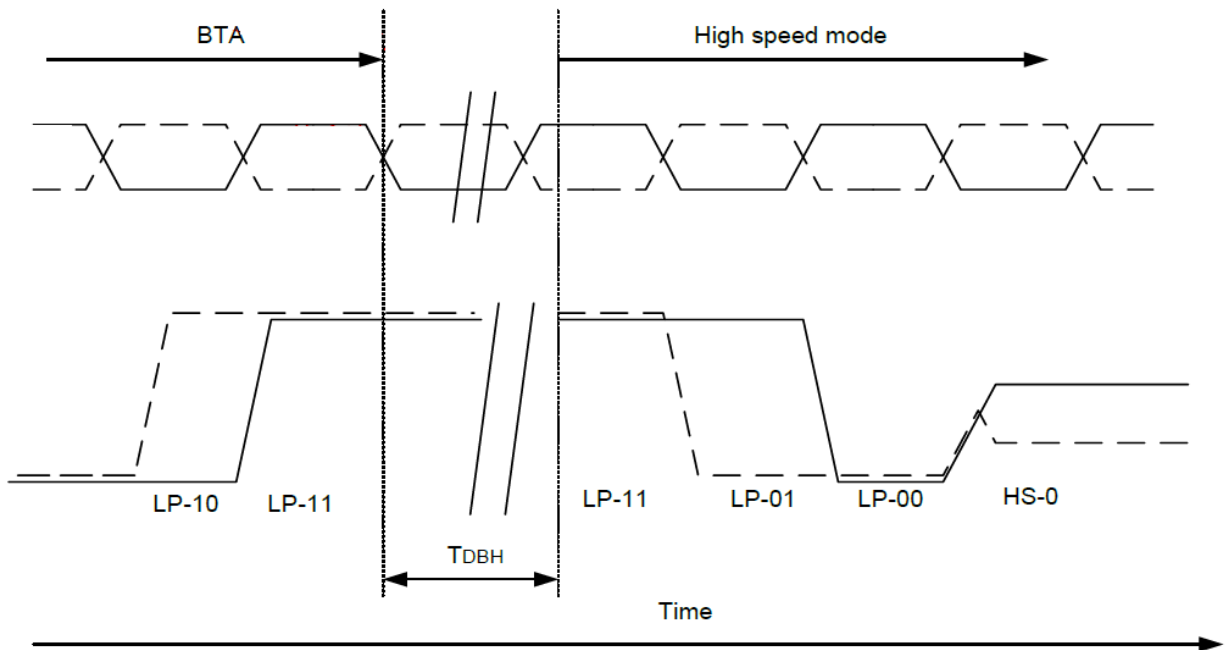 BTA
High speed mode
LP-10
LP-11
LP-11
LP-01
LP-00
HS-0
TDBH
Time